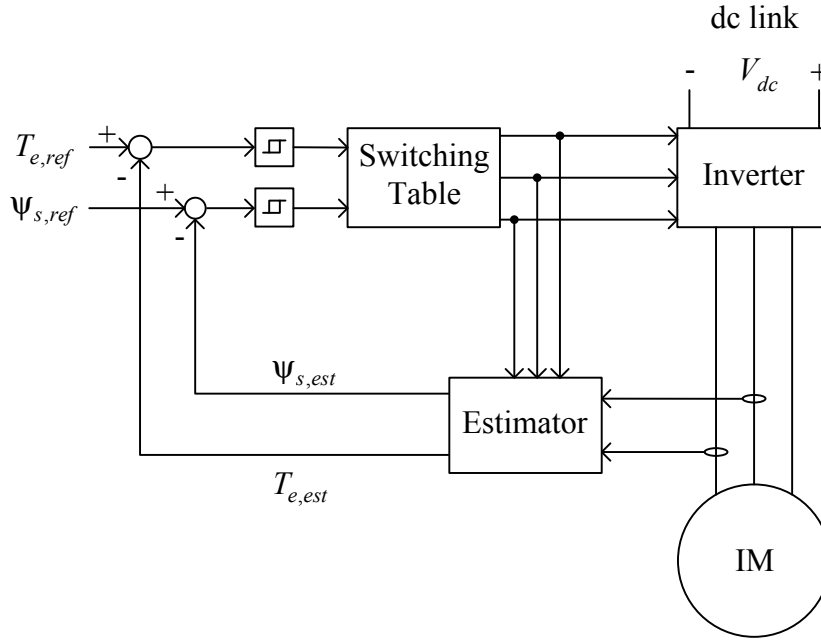 dc link
- V_dc +
T_e,ref + -
Switching
Table
Inverter
Ψ_s,ref + -
Ψ_s,est
Estimator
T_e,est
IM